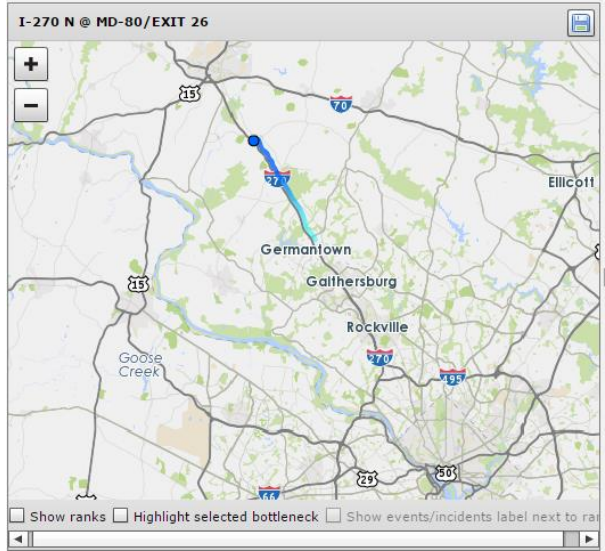 I-270 N @ MD-80/EXIT 26
+
15
70
−
270
Ellicott
Germantown
15
Gaithersburg
Rockville
Goose
Creek
270
495
29
50
66
Show ranks Highlight selected bottleneck Show events/incidents label next to ran